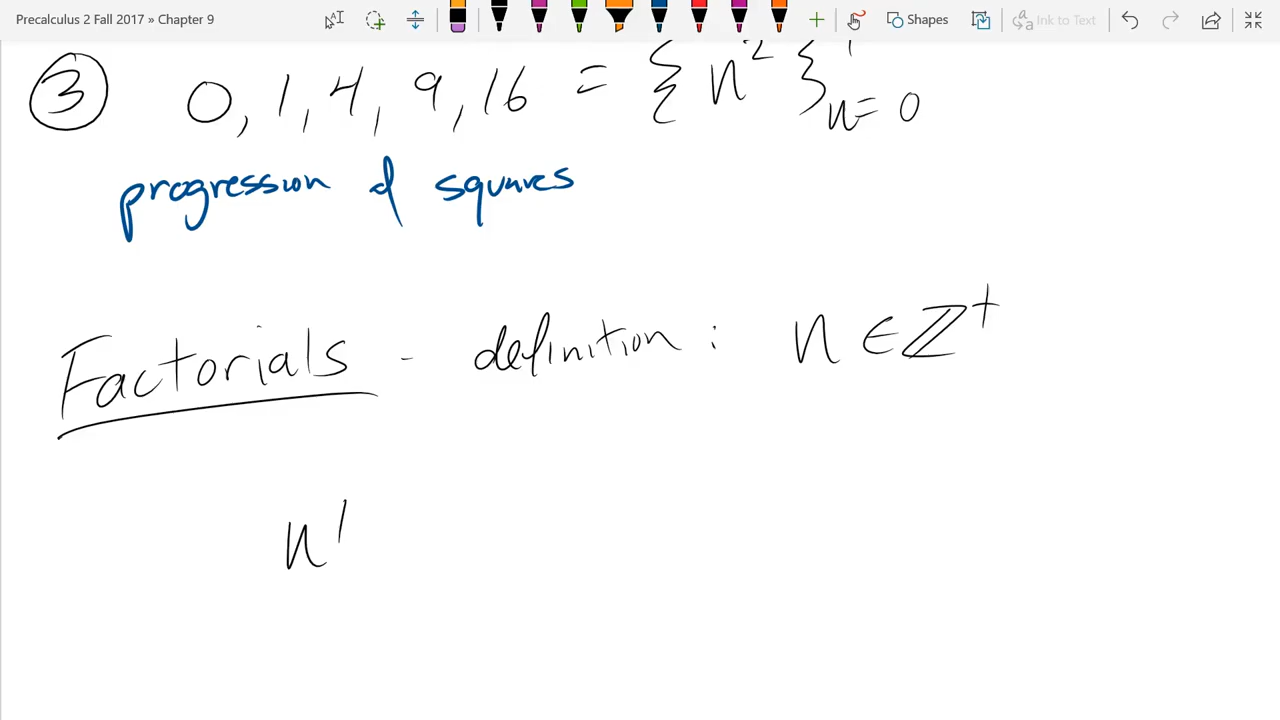 Precalculus 2 Fall 2017 » Chapter 9
Shapes
Ink to Text
③ 0, 1, 4, 9, 16 = { n² }
n=0
progression of squares
Factorials - definition: n ∈ ℤ⁺
n